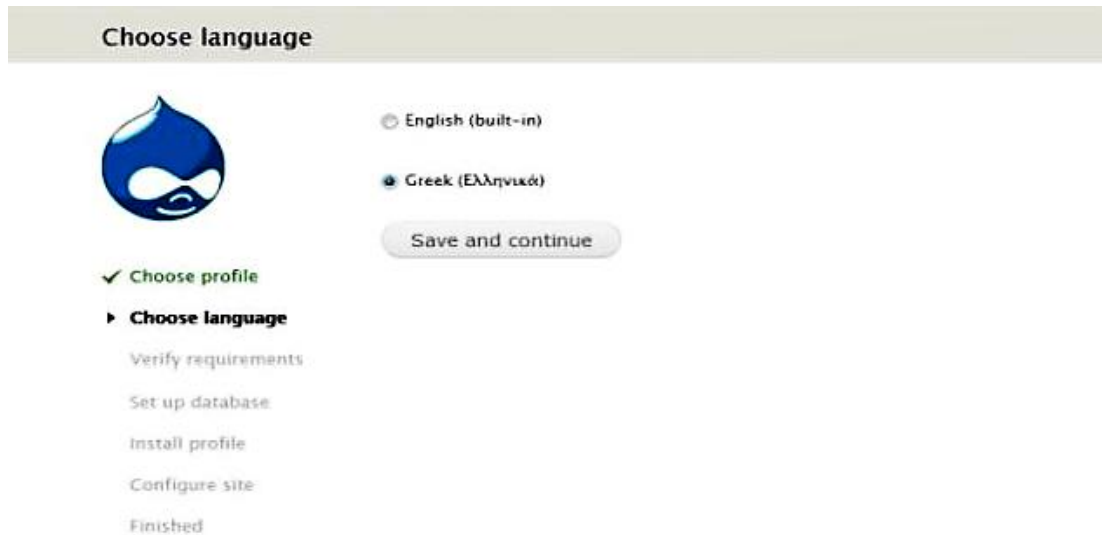 Choose language
English (built-in)
Greek (Ελληνικά)
Save and continue
Choose profile
Choose language
Verify requirements
Set up database
Install profile
Configure site
Finished